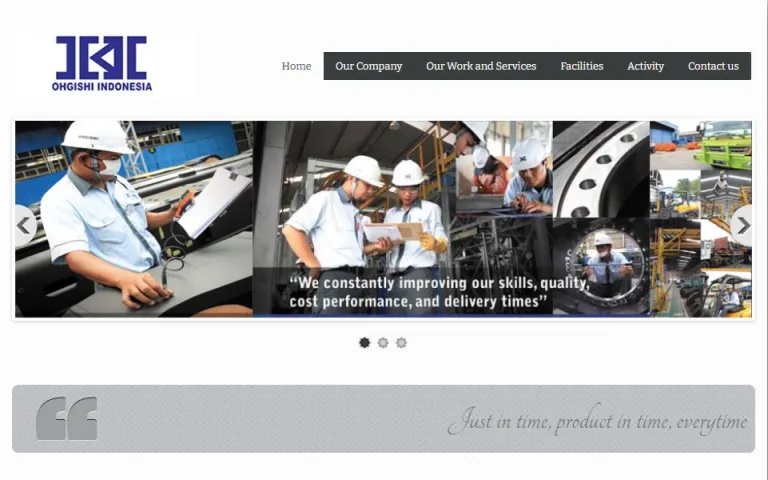 OHGISHI INDONESIA
Home
Our Company
Our Work and Services
Facilities
Activity
Contact us
“We constantly improving our skills, quality,
cost performance, and delivery times”
Just in time, product in time, everytime